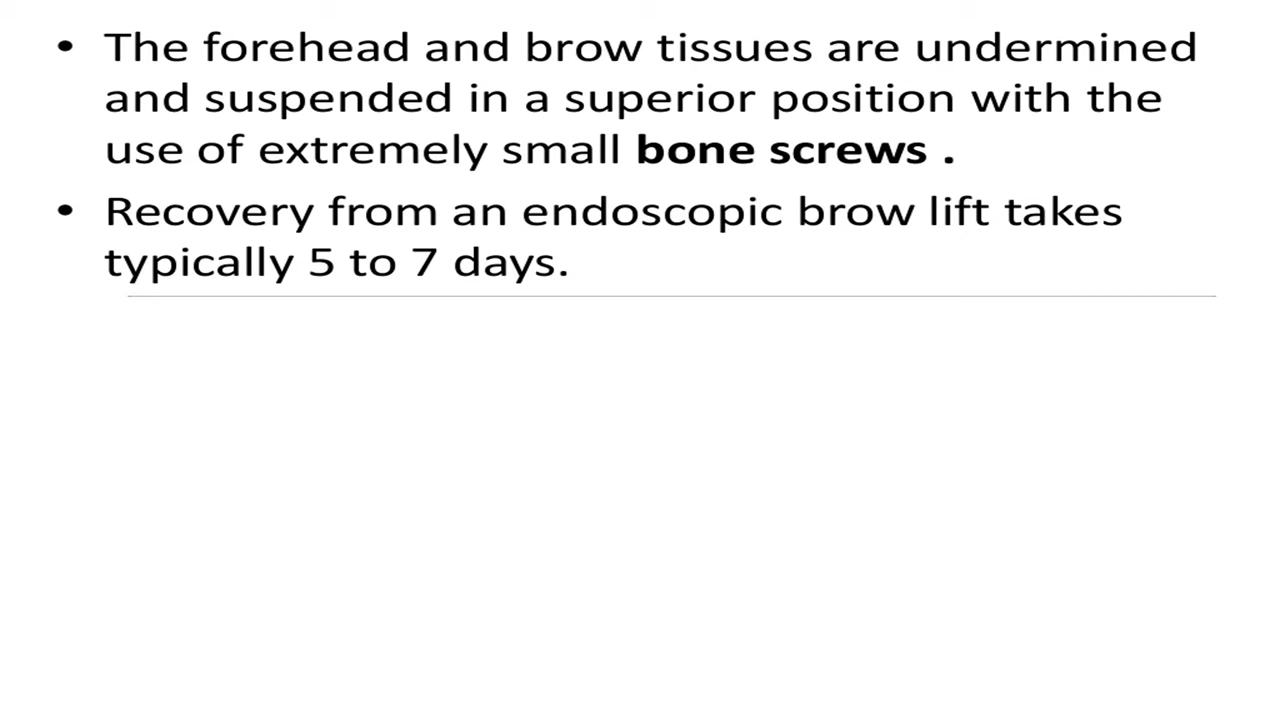 • The forehead and brow tissues are undermined
and suspended in a superior position with the
use of extremely small bone screws .
• Recovery from an endoscopic brow lift takes
typically 5 to 7 days.